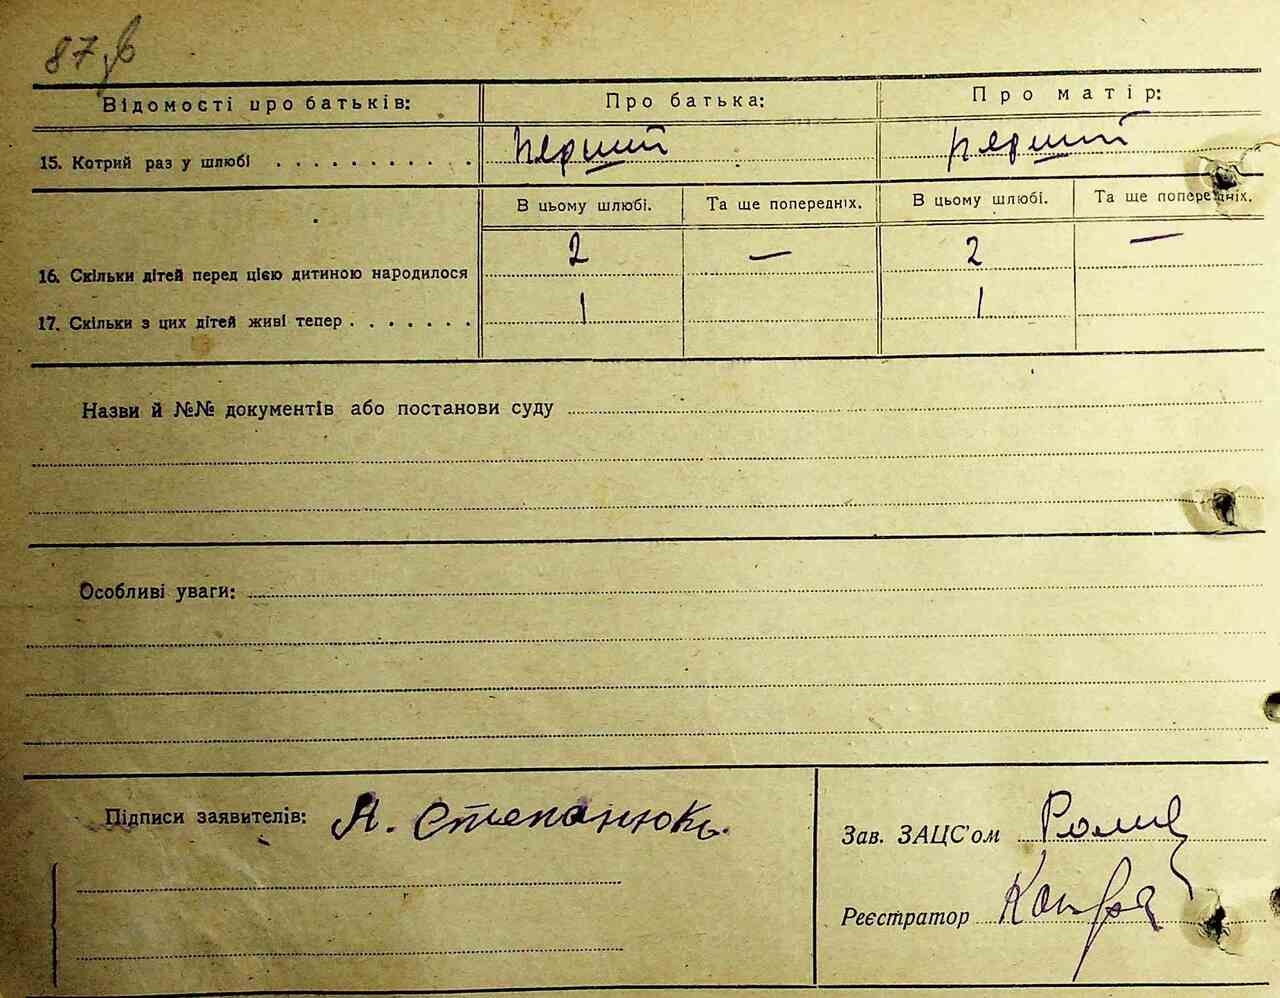 87
Відомості про батьків: Про батька: Про матір:
15. Котрий раз у шлюбі . . . . . . . . . . . перший перший
В цьому шлюбі. Та ще попередніх. В цьому шлюбі. Та ще попередніх.
16. Скільки дітей перед цією дитиною народилося 2 — 2 —
17. Скільки з цих дітей живі тепер . . . . . . . 1 1
Назви й №№ документів або постанови суду
Особливі уваги:
Підписи заявителів: А. Степанюкъ.
Зав. ЗАЦС'ом
Реєстратор